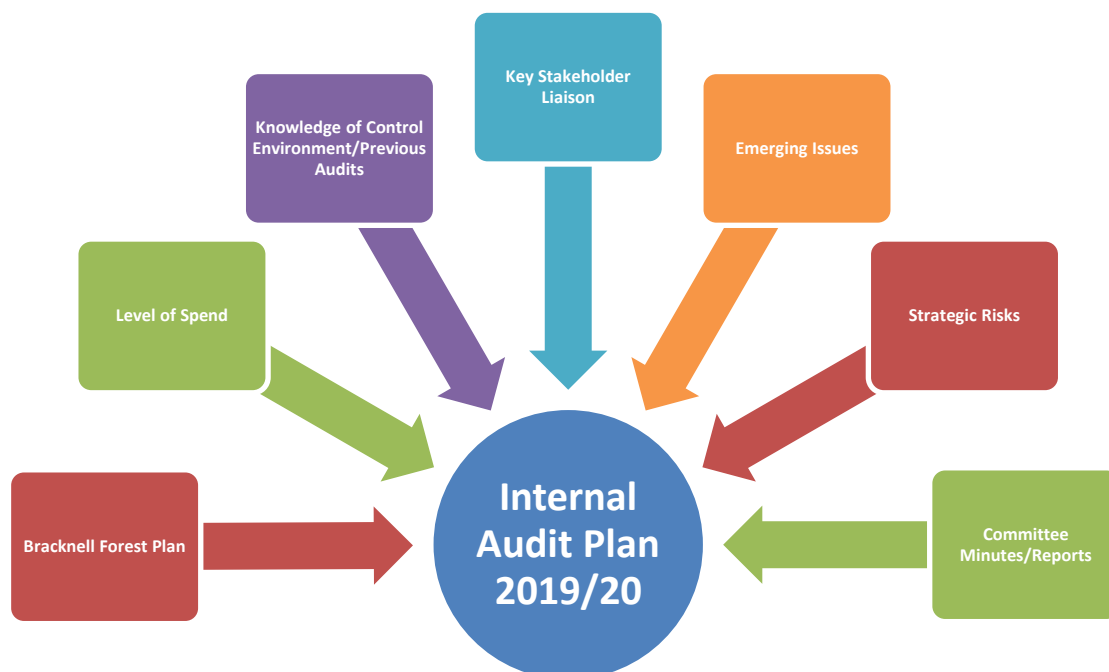 Key Stakeholder
Liaison
Knowledge of Control
Environment/Previous
Audits
Emerging Issues
Level of Spend
Strategic Risks
Bracknell Forest Plan
Internal
Audit Plan
2019/20
Committee
Minutes/Reports